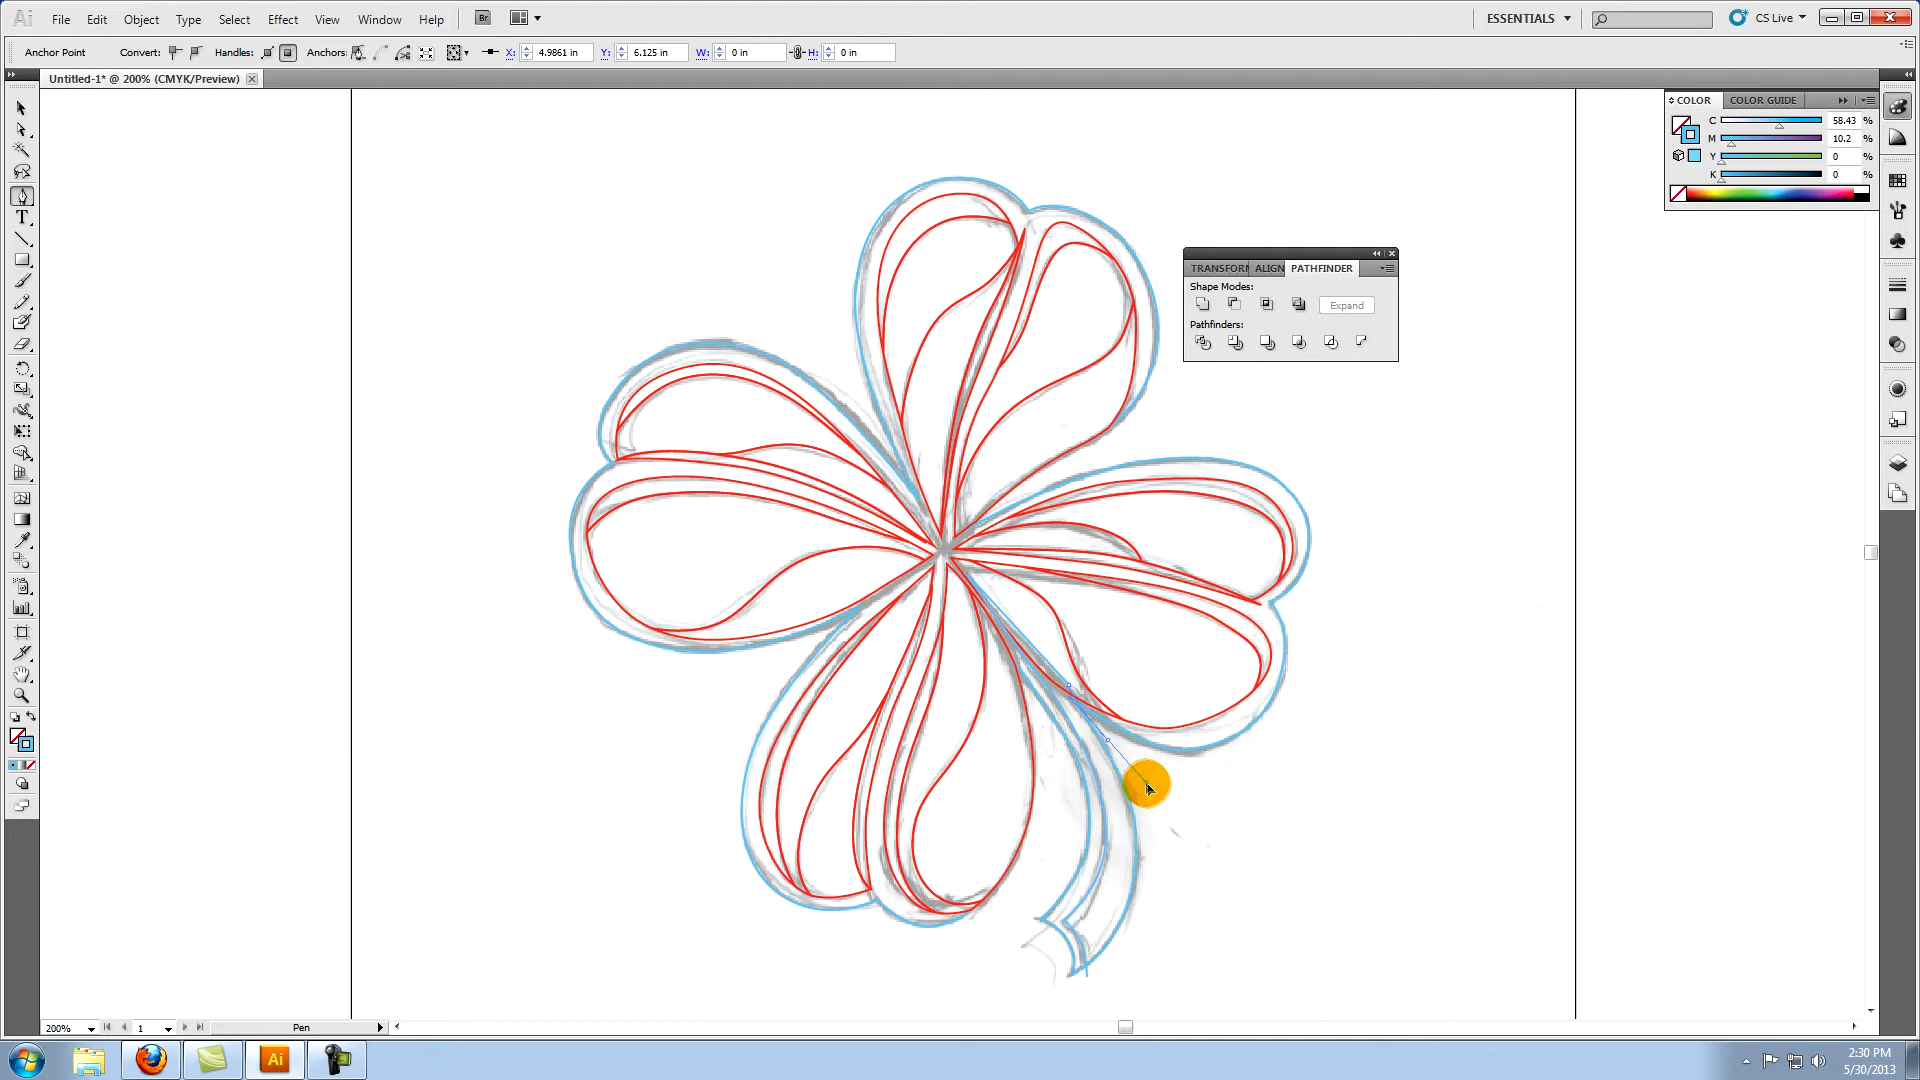 Ai File Edit Object Type Select Effect View Window Help Br ESSENTIALS CS Live
Anchor Point Convert: Handles: Anchors: X: 4.9861 in Y: 6.125 in W: 0 in H: 0 in
Untitled-1* @ 200% (CMYK/Preview)
COLOR COLOR GUIDE
C 58.43 %
M 10.2 %
Y 0 %
K 0 %
TRANSFORM ALIGN PATHFINDER
Shape Modes:
Expand
Pathfinders:
200% 1 Pen
Ai
2:30 PM
5/30/2013